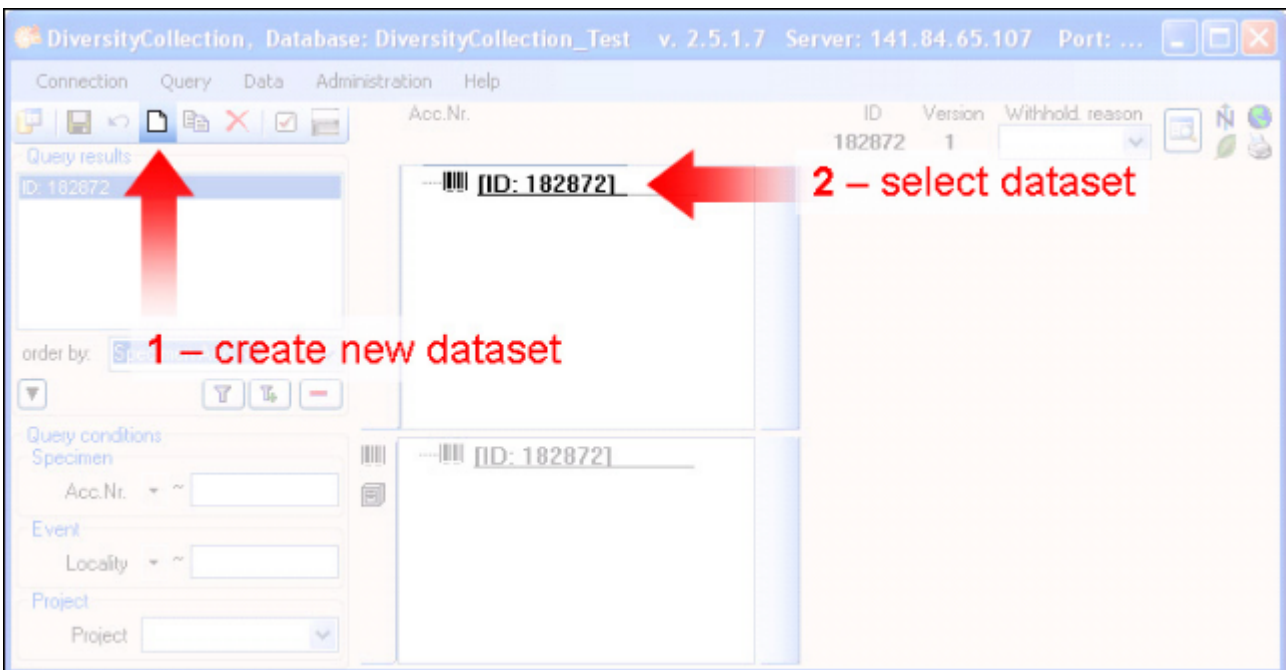 DiversityCollection, Database: DiversityCollection_Test v. 2.5.1.7 Server: 141.84.65.107 Port: ...
Connection Query Data Administration Help
Acc.Nr. ID Version Withhold. reason
182872 1
Query results
ID: 182872
[ID: 182872]
2 – select dataset
1 – create new dataset
order by:
Query conditions
Specimen
[ID: 182872]
Acc.Nr. ~
Event
Locality ~
Project
Project